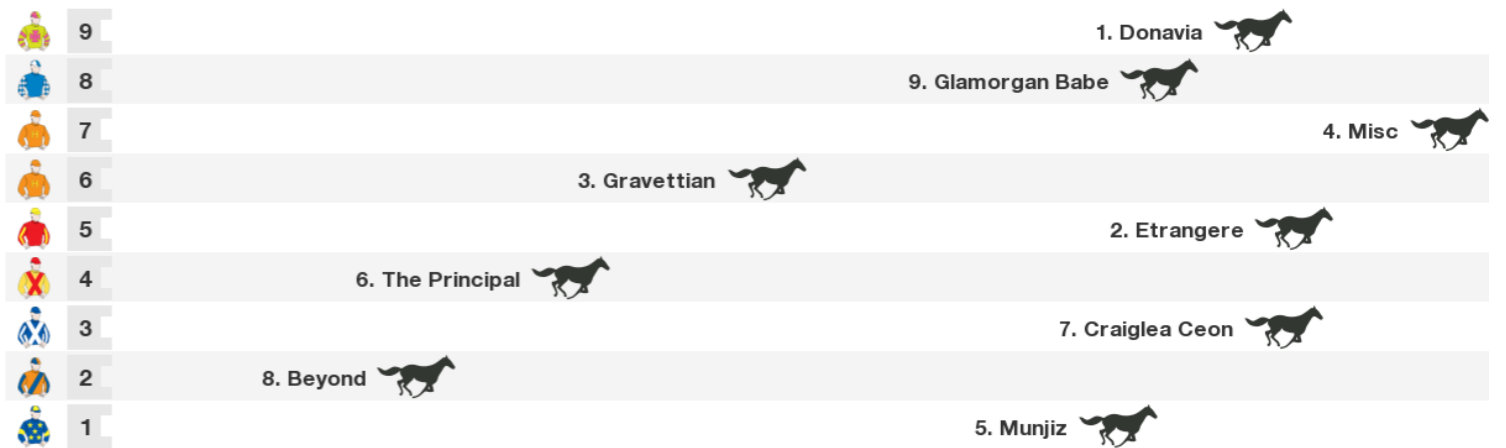 9 1. Donavia
8 9. Glamorgan Babe
7 4. Misc
6 3. Gravettian
5 2. Etrangere
4 6. The Principal
3 7. Craiglea Ceon
2 8. Beyond
1 5. Munjiz